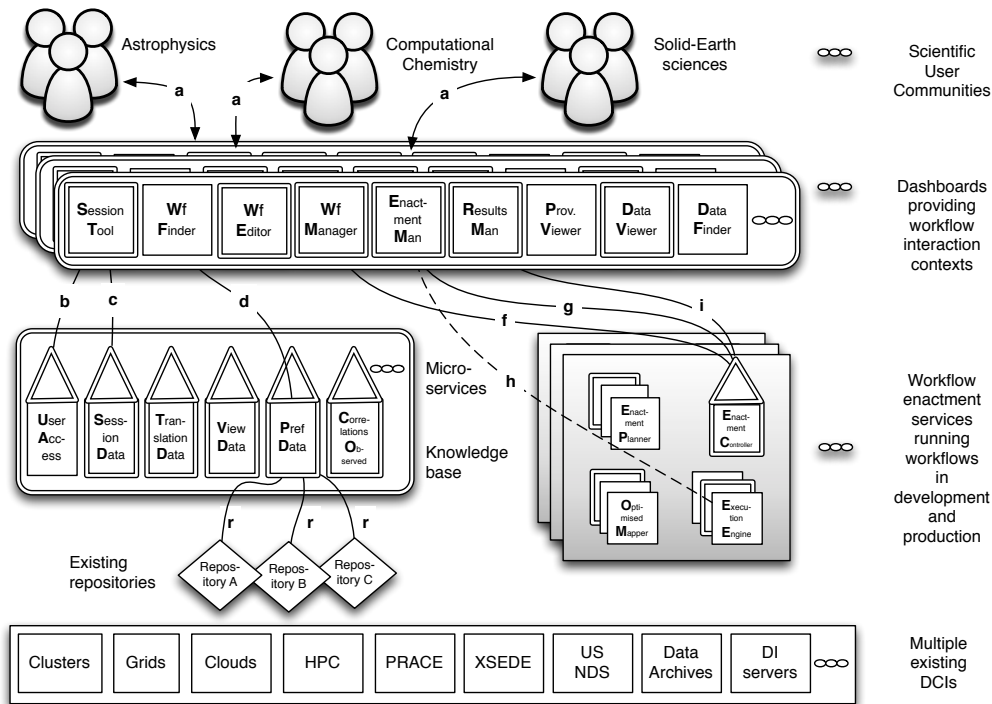 Astrophysics
Computational
Chemistry
Solid-Earth
sciences
Scientific
User
Communities
a
a
a
Session
Tool
Wf
Finder
Wf
Editor
Wf
Manager
Enact-
ment
Man
Results
Man
Prov.
Viewer
Data
Viewer
Data
Finder
Dashboards
providing
workflow
interaction
contexts
b
c
d
f
g
i
h
User
Acc-
ess
Sess-
ion
Data
Tran-
slation
Data
View
Data
Pref
Data
Corre-
lations
Ob-
served
Micro-
services
Knowledge
base
Enact-
ment
Planner
Enact-
ment
Controller
Opti-
mised
Mapper
Execu-
tion
Engine
Workflow
enactment
services
running
workflows
in
development
and
production
r
r
r
Existing
repositories
Repos-
itory A
Repos-
itory B
Repos-
itory C
Clusters
Grids
Clouds
HPC
PRACE
XSEDE
US
NDS
Data
Archives
DI
servers
Multiple
existing
DCIs